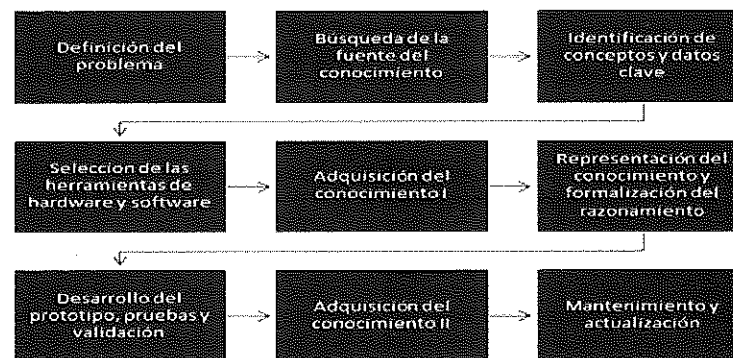 Definición del
problema
Búsqueda de la
fuente del
conocimiento
Identificación de
conceptos y datos
clave
Seleccion de las
herramientas de
hardware y software
Adquisición del
conocimiento I
Representación del
conocimiento y
formalización del
razonamiento
Desarrollo del
prototipo, pruebas y
validación
Adquisición del
conocimiento II
Mantenimiento y
actualización